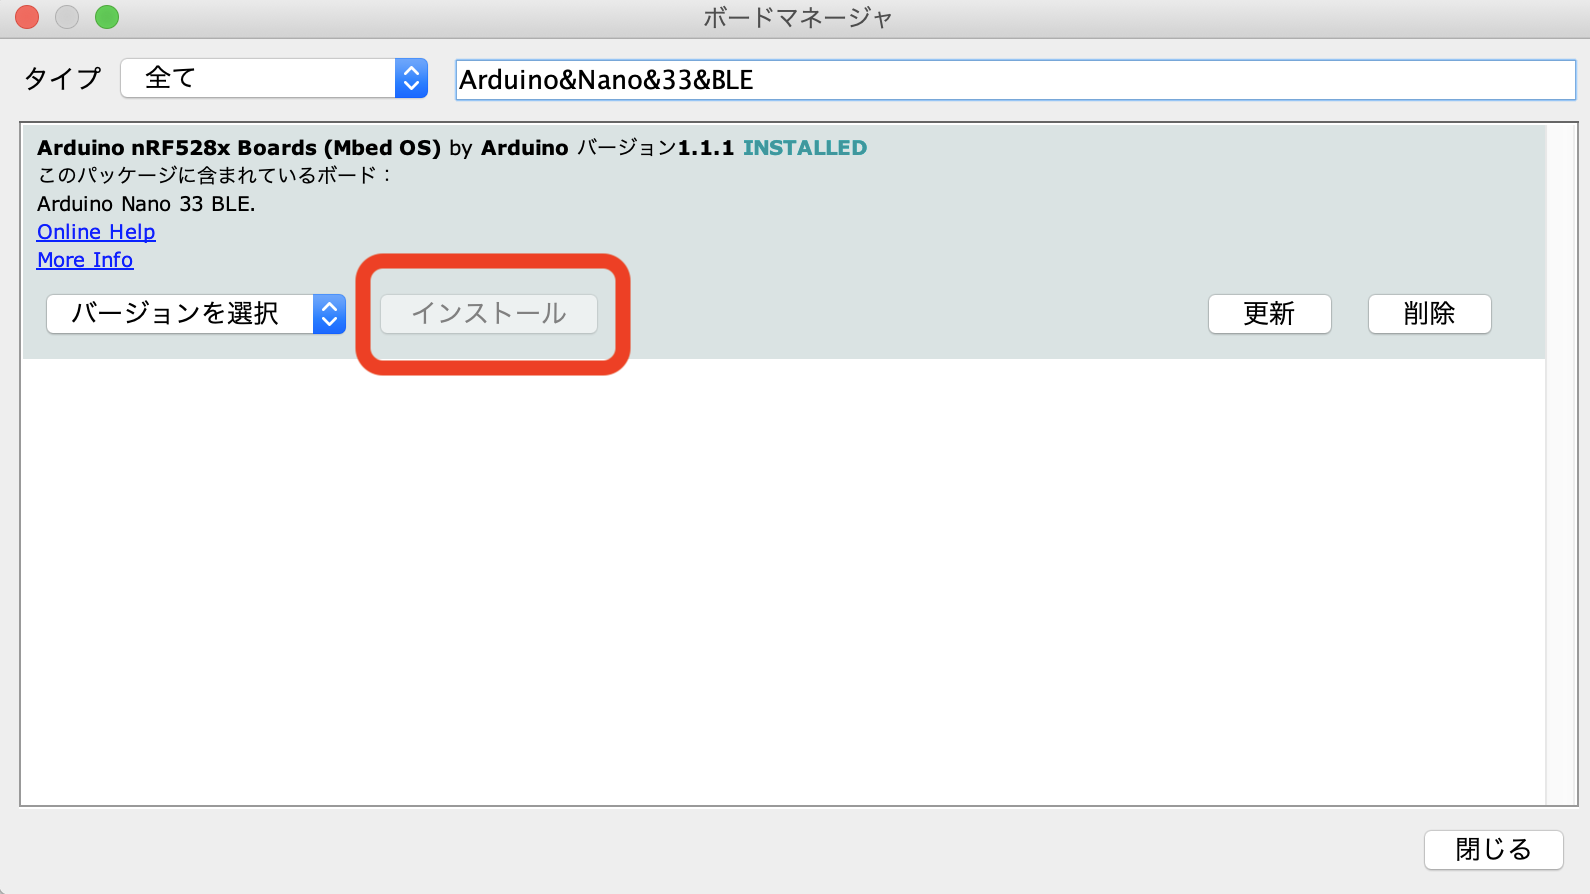 ボードマネージャ
タイプ 全て Arduino&Nano&33&BLE
Arduino nRF528x Boards (Mbed OS) by Arduino バージョン1.1.1 INSTALLED
このパッケージに含まれているボード：
Arduino Nano 33 BLE.
Online Help
More Info
バージョンを選択 インストール 更新 削除
閉じる